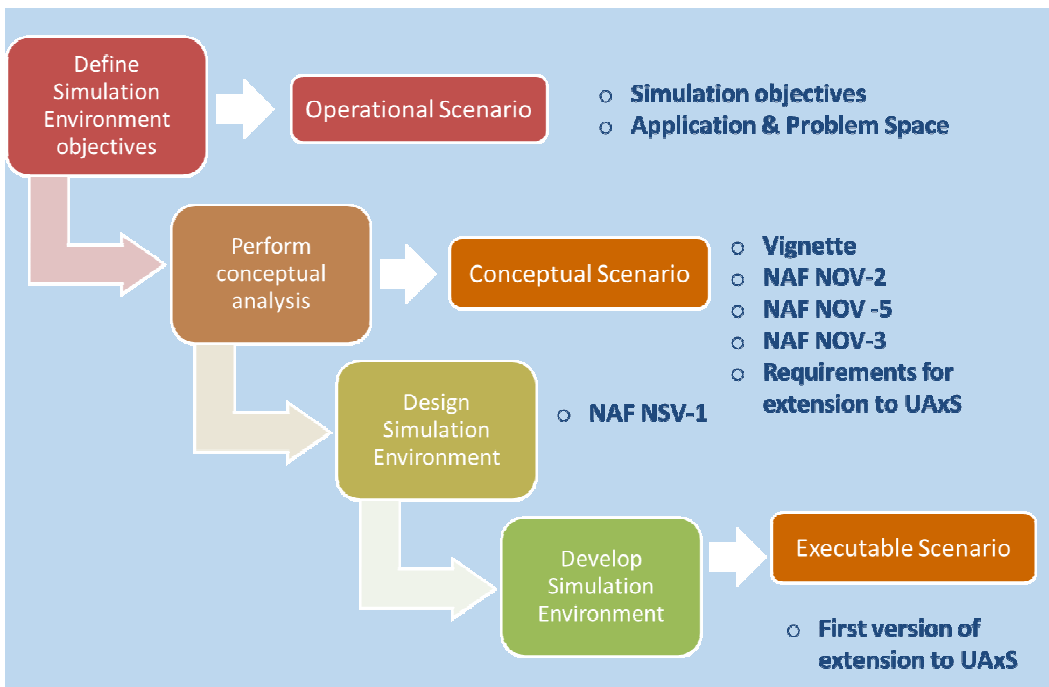 Define
Simulation
Environment
objectives
Operational Scenario
○ Simulation objectives
○ Application & Problem Space
Perform
conceptual
analysis
Conceptual Scenario
○ Vignette
○ NAF NOV-2
○ NAF NOV -5
○ NAF NOV-3
○ Requirements for
extension to UAxS
Design
Simulation
Environment
○ NAF NSV-1
Develop
Simulation
Environment
Executable Scenario
○ First version of
extension to UAxS